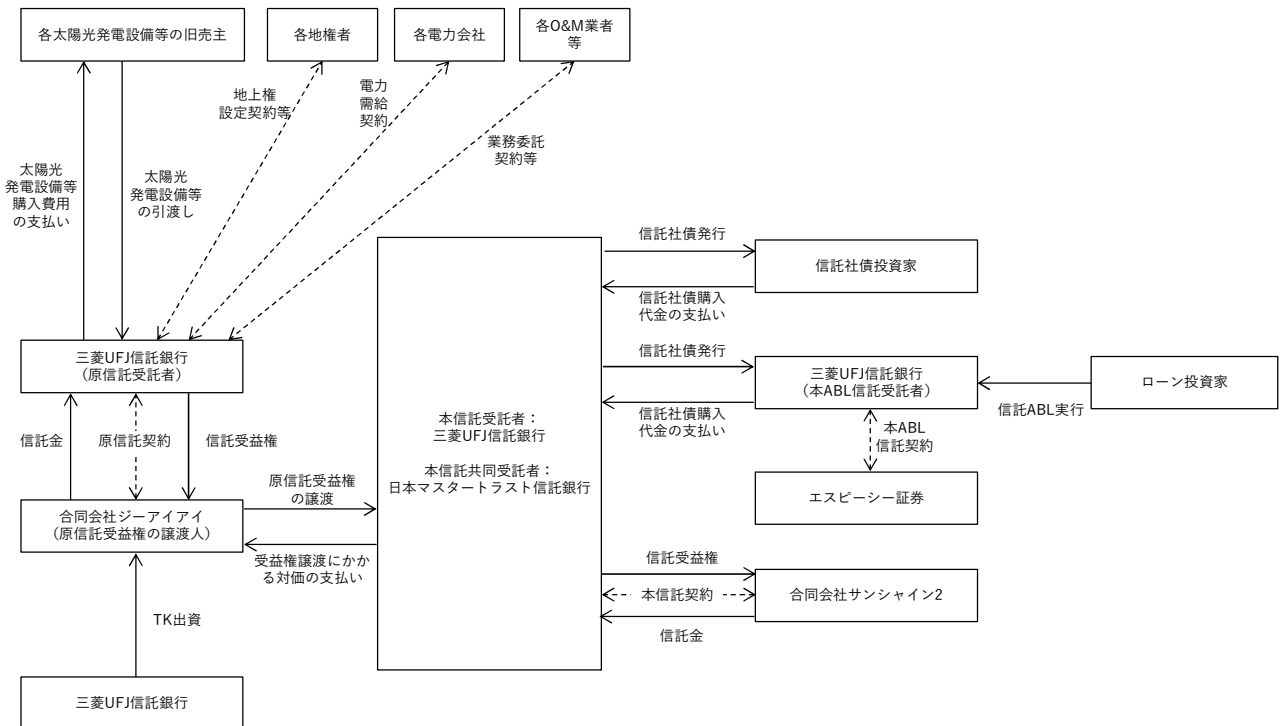 各太陽光発電設備等の旧売主
各地権者
各電力会社
各O&M業者
等
地上権
設定契約等
電力
需給
契約
業務委託
契約等
太陽光
発電設備等
購入費用
の支払い
太陽光
発電設備等
の引渡し
信託社債発行
信託社債投資家
信託社債購入
代金の支払い
三菱UFJ信託銀行
(原信託受託者)
信託社債発行
三菱UFJ信託銀行
(本ABL信託受託者)
ローン投資家
信託ABL実行
信託社債購入
代金の支払い
本ABL
信託契約
信託金
原信託契約
信託受益権
本信託受託者:
三菱UFJ信託銀行
本信託共同受託者:
日本マスタートラスト信託銀行
エスピーシー証券
原信託受益権
の譲渡
合同会社ジーアイアイ
(原信託受益権の譲渡人)
受益権譲渡にかか
る対価の支払い
信託受益権
本信託契約
合同会社サンシャイン2
信託金
TK出資
三菱UFJ信託銀行